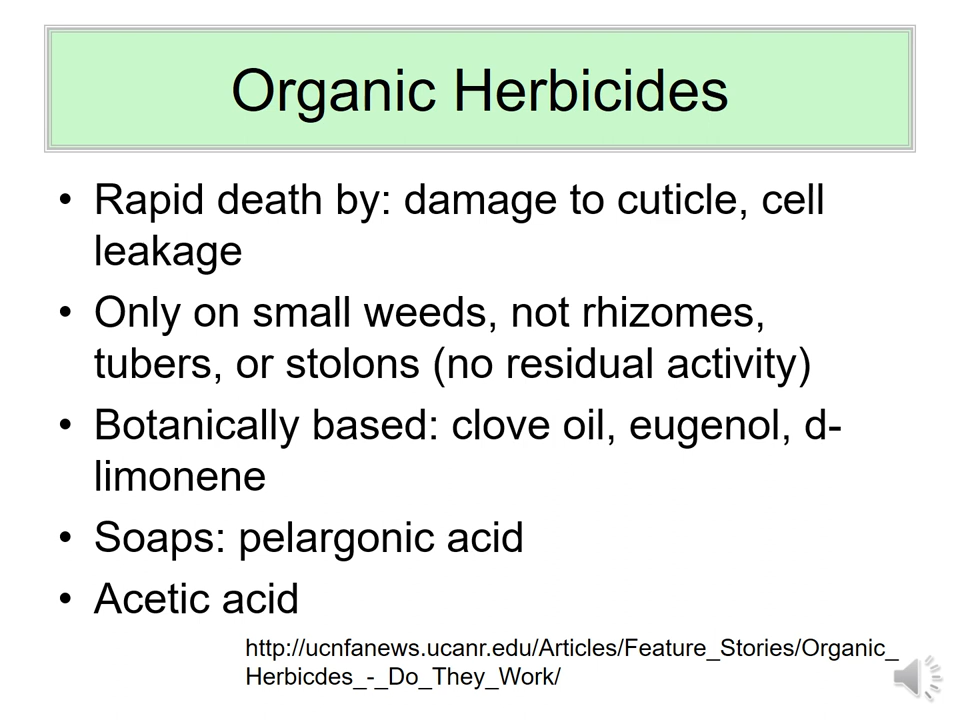 Organic Herbicides
• Rapid death by: damage to cuticle, cell
leakage
• Only on small weeds, not rhizomes,
tubers, or stolons (no residual activity)
• Botanically based: clove oil, eugenol, d-
limonene
• Soaps: pelargonic acid
• Acetic acid
http://ucnfanews.ucanr.edu/Articles/Feature_Stories/Organic_
Herbicdes_-_Do_They_Work/